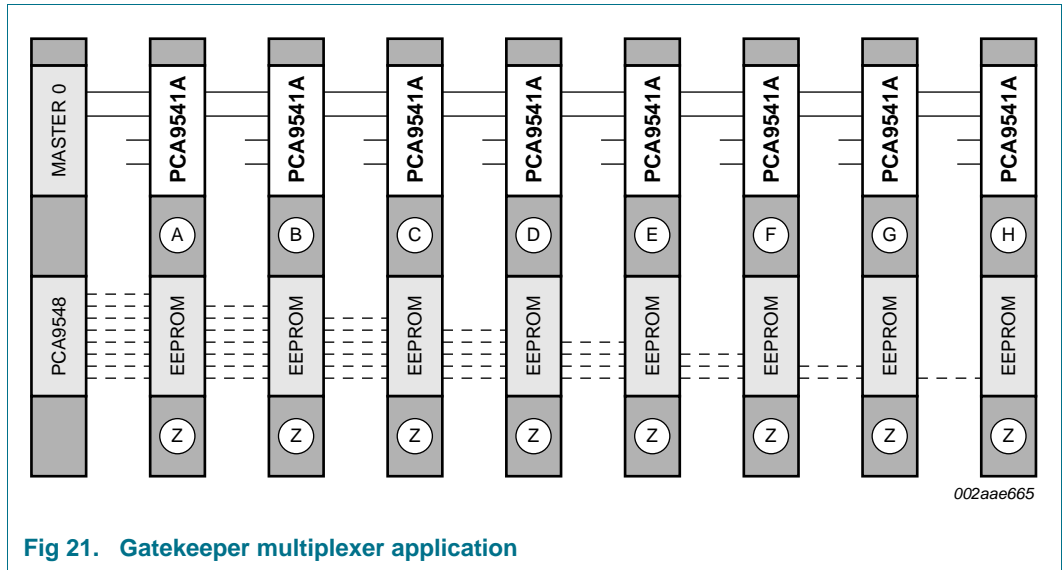 MASTER 0
PCA9541A
PCA9541A
PCA9541A
PCA9541A
PCA9541A
PCA9541A
PCA9541A
PCA9541A
A
B
C
D
E
F
G
H
PCA9548
EEPROM
EEPROM
EEPROM
EEPROM
EEPROM
EEPROM
EEPROM
EEPROM
Z
Z
Z
Z
Z
Z
Z
Z
002aae665
Fig 21. Gatekeeper multiplexer application